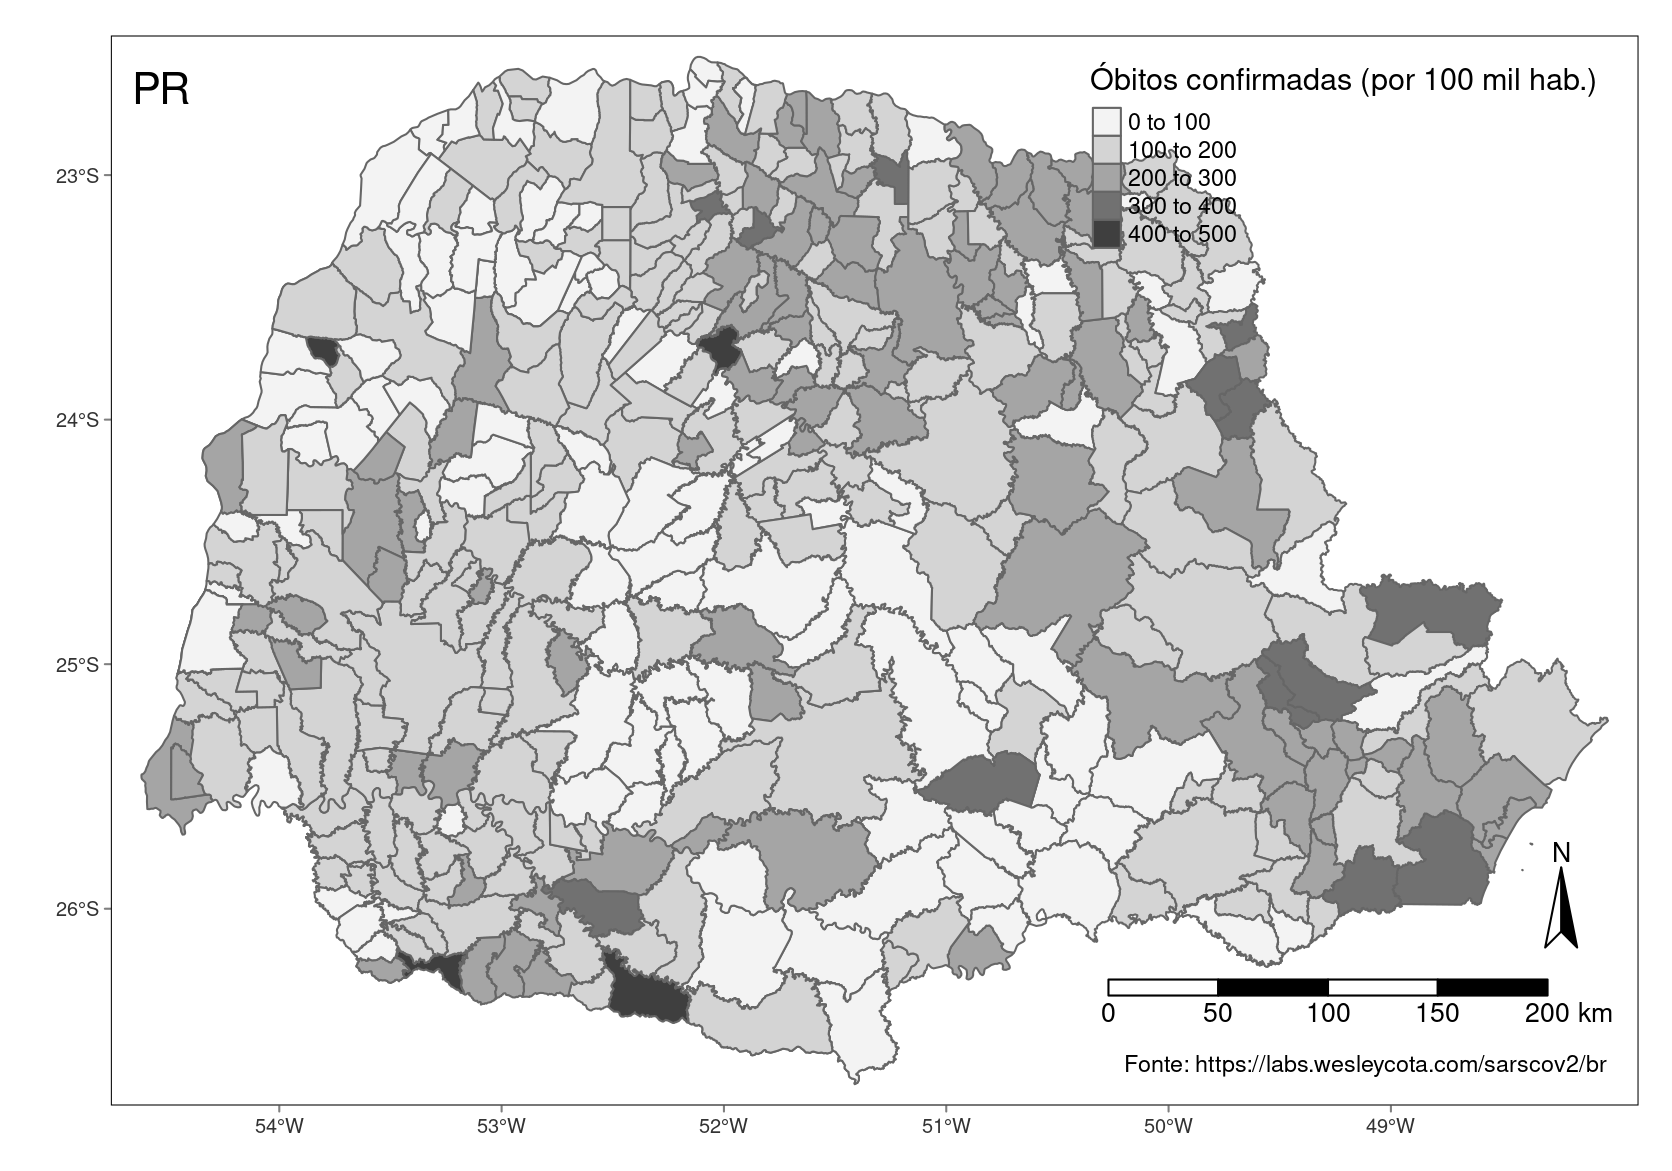 PR
Óbitos confirmadas (por 100 mil hab.)
0 to 100
100 to 200
200 to 300
300 to 400
400 to 500
23°S
24°S
25°S
26°S
N
0 50 100 150 200 km
Fonte: https://labs.wesleycota.com/sarscov2/br
54°W 53°W 52°W 51°W 50°W 49°W